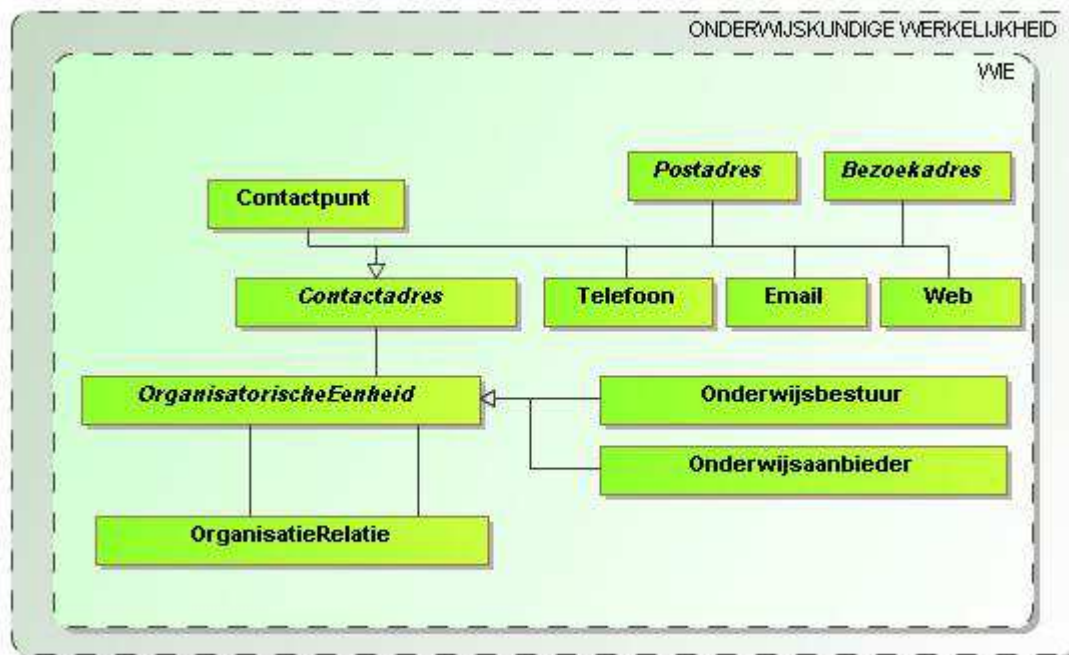 ONDERWIJSKUNDIGE WERKELIJKHEID
WIE
Postadres
Bezoekadres
Contactpunt
Contactadres
Telefoon
Email
Web
OrganisatorischeEenheid
Onderwijsbestuur
Onderwijsaanbieder
OrganisatieRelatie